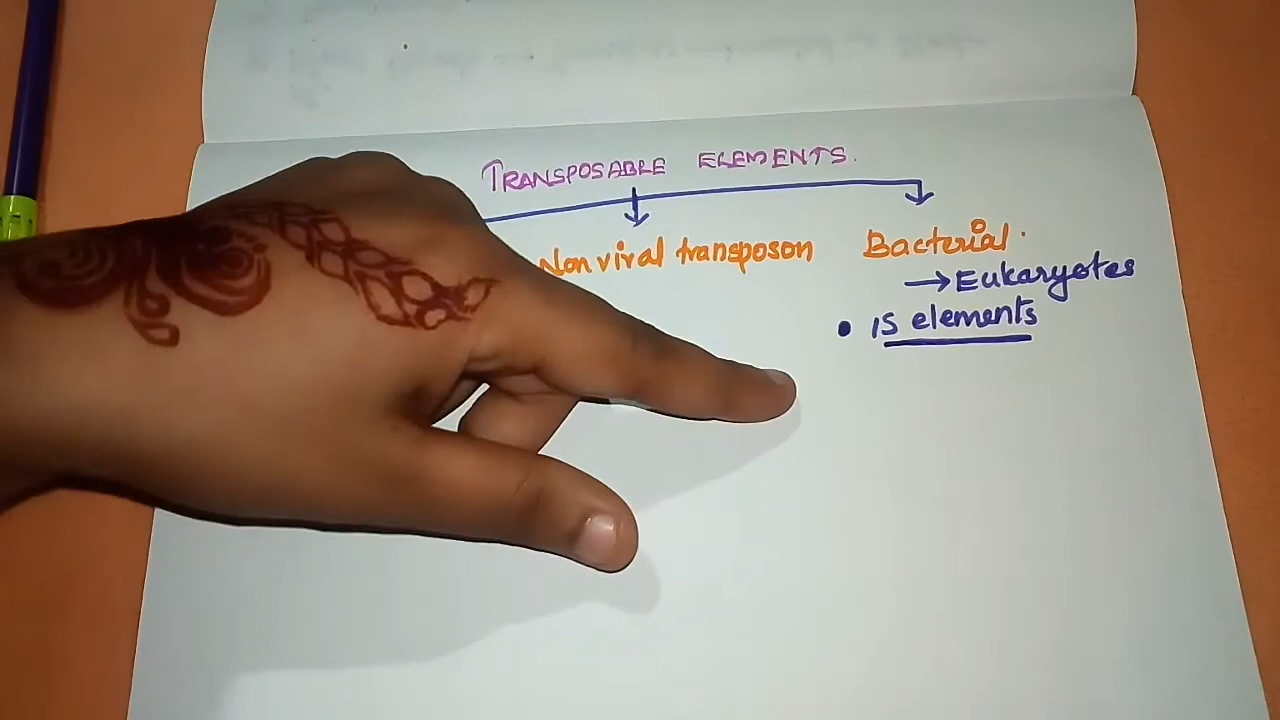 TRANSPOSABLE ELEMENTS.
Non viral transposon
Bacterial.
→ Eukaryotes
• IS elements